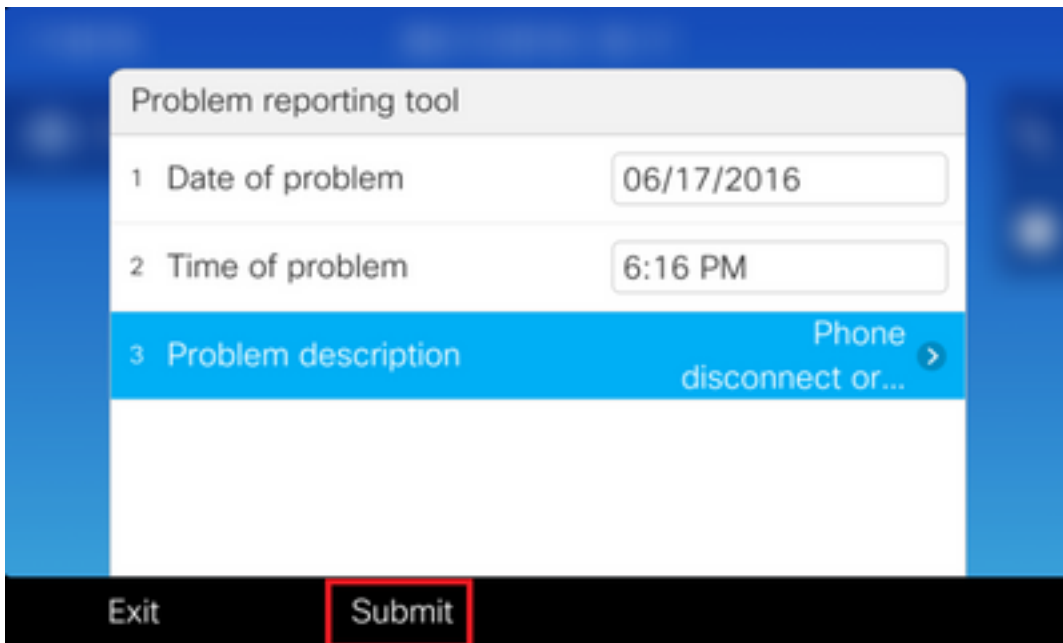 Problem reporting tool
1 Date of problem 06/17/2016
2 Time of problem 6:16 PM
3 Problem description Phone
disconnect or...
Exit Submit